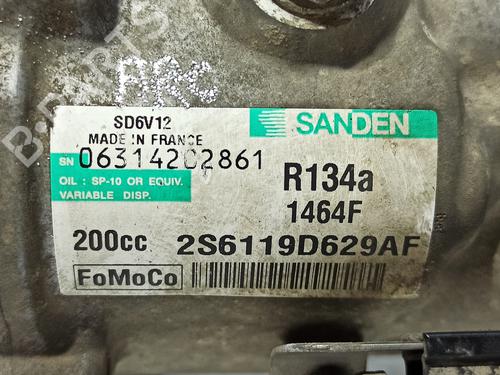 BRG
SD6V12
MADE IN FRANCE
SANDEN
SN 06314202861
OIL : SP-10 OR EQUIV.
VARIABLE DISP.
R134a
1464F
200cc 2S6119D629AF
FoMoCo